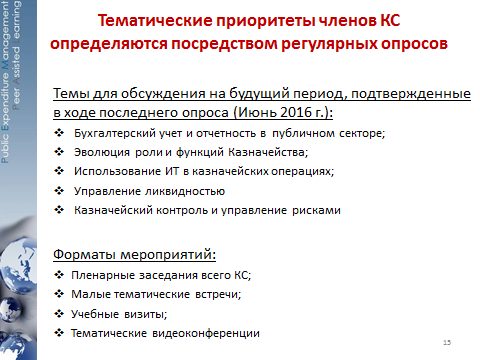 Тематические приоритеты членов КС
определяются посредством регулярных опросов
Темы для обсуждения на будущий период, подтвержденные
в ходе последнего опроса (Июнь 2016 г.):
❖ Бухгалтерский учет и отчетность в публичном секторе;
❖ Эволюция роли и функций Казначейства;
❖ Использование ИТ в казначейских операциях;
❖ Управление ликвидностью
❖ Казначейский контроль и управление рисками
Форматы мероприятий:
❖ Пленарные заседания всего КС;
❖ Малые тематические встречи;
❖ Учебные визиты;
❖ Тематические видеоконференции
15
Public Expenditure Management
Peer Assisted Learning